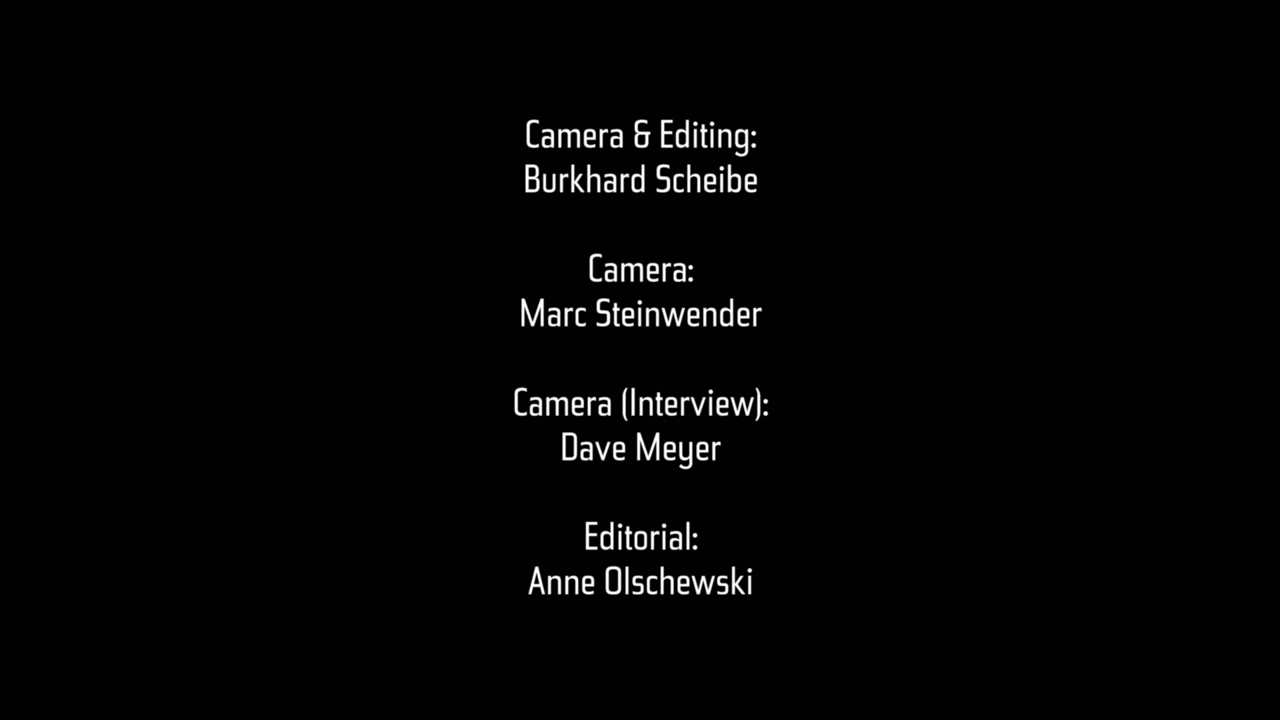 Camera & Editing:
Burkhard Scheibe
Camera:
Marc Steinwender
Camera (Interview):
Dave Meyer
Editorial:
Anne Olschewski